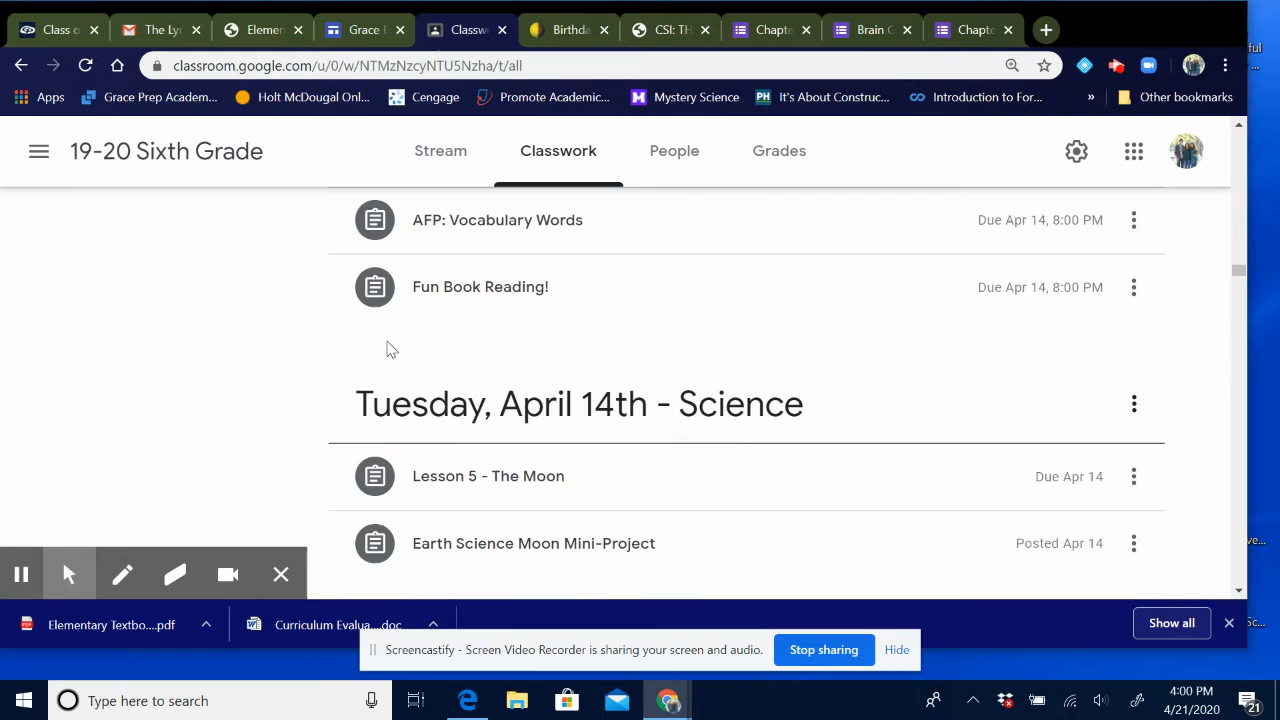 Class o
The Lyr
Elemen
Grace P
Classw
Birthda
CSI: TH
Chapte
Brain G
Chapte
classroom.google.com/u/0/w/NTMzNzcyNTU5Nzha/t/all
Apps
Grace Prep Academ...
Holt McDougal Onl...
Cengage
Promote Academic...
Mystery Science
It's About Construc...
Introduction to For...
»
Other bookmarks
19-20 Sixth Grade
Stream
Classwork
People
Grades
AFP: Vocabulary Words
Due Apr 14, 8:00 PM
Fun Book Reading!
Due Apr 14, 8:00 PM
Tuesday, April 14th - Science
Lesson 5 - The Moon
Due Apr 14
Earth Science Moon Mini-Project
Posted Apr 14
Elementary Textbo....pdf
Curriculum Evalua....doc
Show all
Screencastify - Screen Video Recorder is sharing your screen and audio.
Stop sharing
Hide
Type here to search
4:00 PM
4/21/2020
21